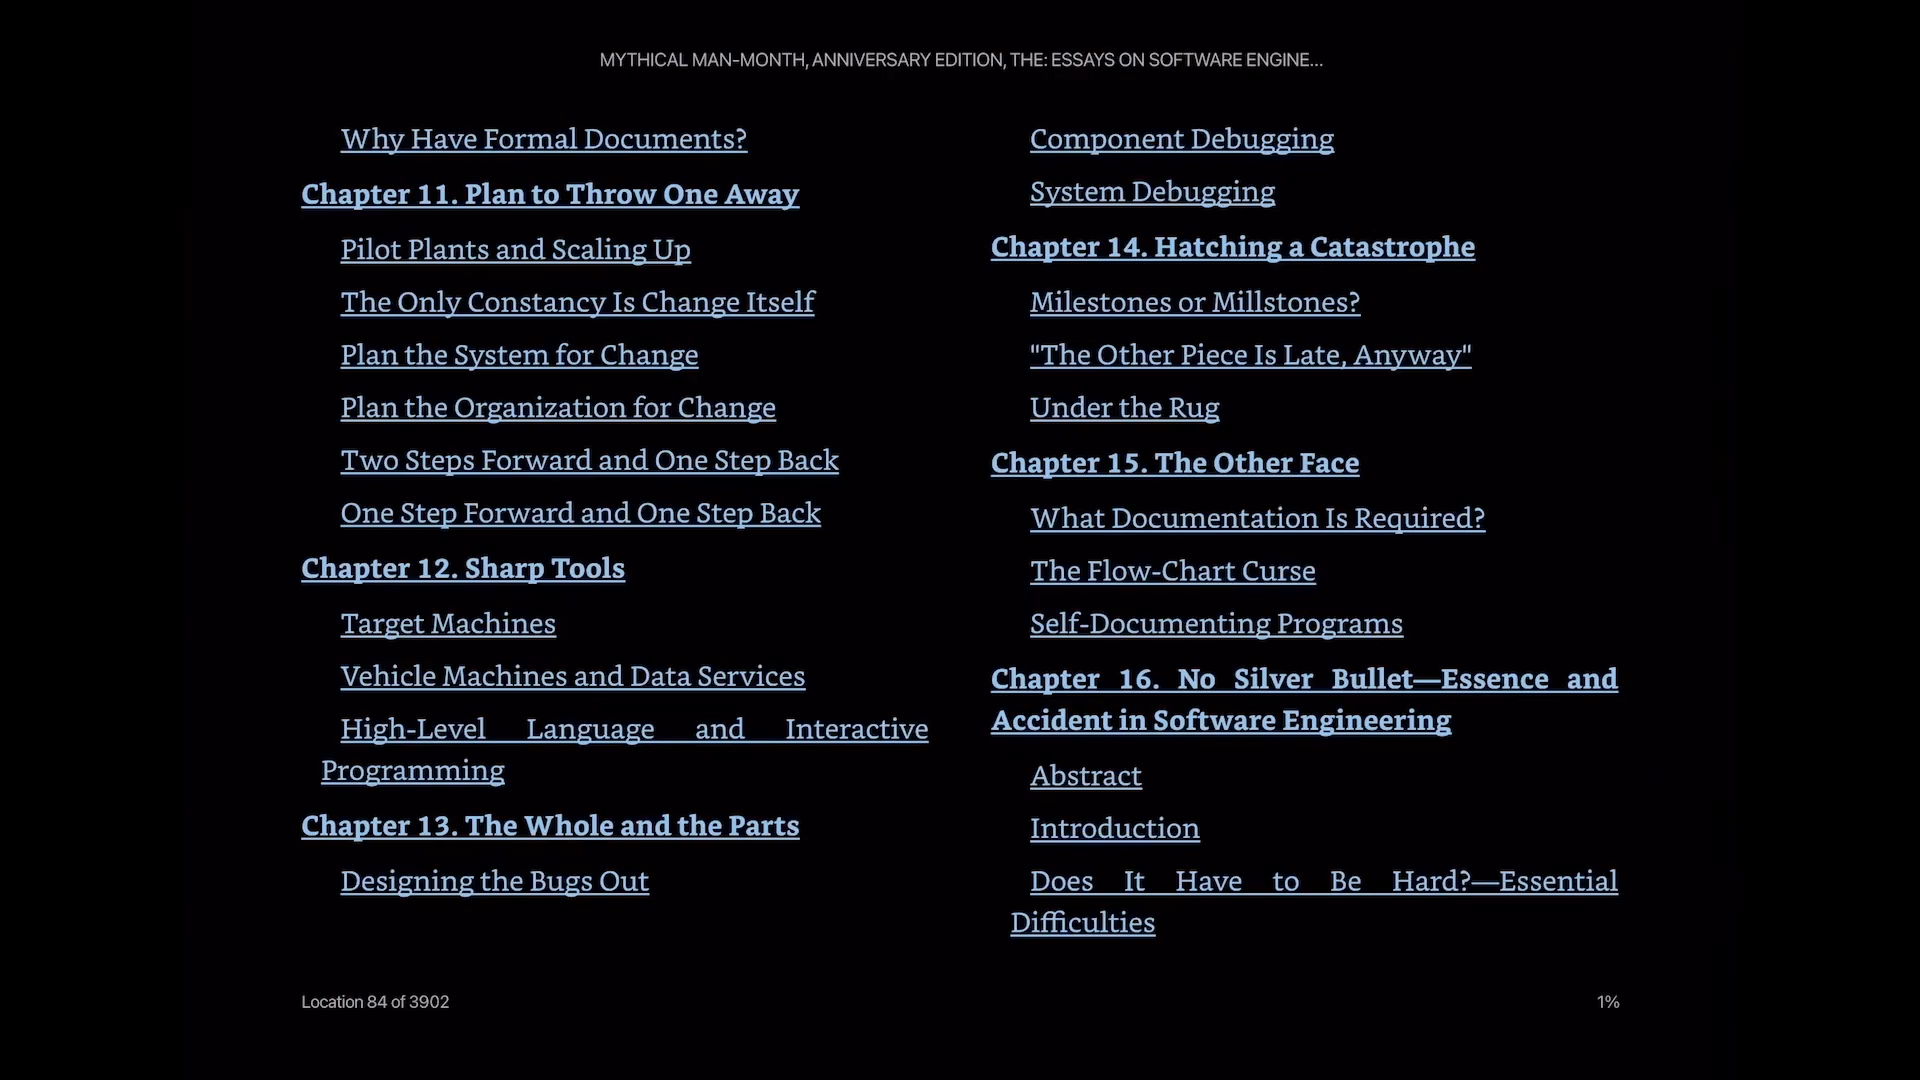 MYTHICAL MAN-MONTH, ANNIVERSARY EDITION, THE: ESSAYS ON SOFTWARE ENGINE...
Why Have Formal Documents?
Chapter 11. Plan to Throw One Away
Pilot Plants and Scaling Up
The Only Constancy Is Change Itself
Plan the System for Change
Plan the Organization for Change
Two Steps Forward and One Step Back
One Step Forward and One Step Back
Chapter 12. Sharp Tools
Target Machines
Vehicle Machines and Data Services
High-Level Language and Interactive
Programming
Chapter 13. The Whole and the Parts
Designing the Bugs Out
Component Debugging
System Debugging
Chapter 14. Hatching a Catastrophe
Milestones or Millstones?
"The Other Piece Is Late, Anyway"
Under the Rug
Chapter 15. The Other Face
What Documentation Is Required?
The Flow-Chart Curse
Self-Documenting Programs
Chapter 16. No Silver Bullet—Essence and
Accident in Software Engineering
Abstract
Introduction
Does It Have to Be Hard?—Essential
Difficulties
Location 84 of 3902
1%